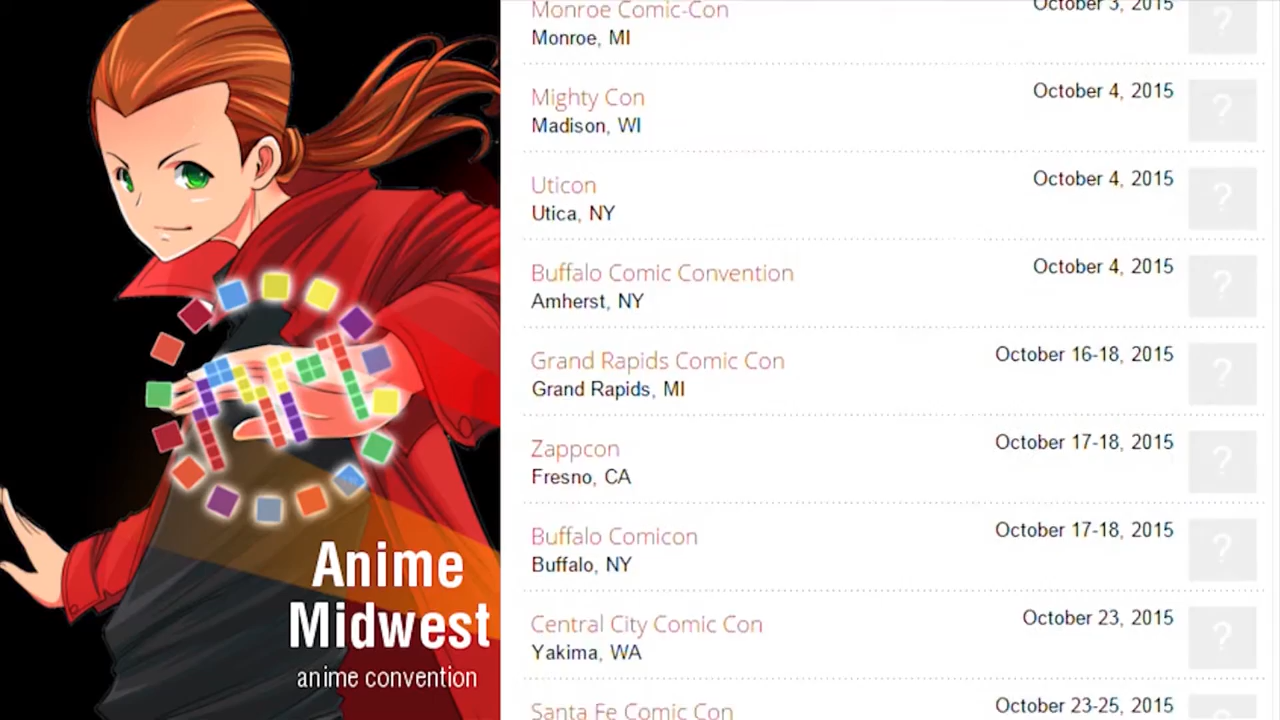 Monroe Comic-Con
October 3, 2015
Monroe, MI
Mighty Con
October 4, 2015
Madison, WI
Uticon
October 4, 2015
Utica, NY
Buffalo Comic Convention
October 4, 2015
Amherst, NY
Grand Rapids Comic Con
October 16-18, 2015
Grand Rapids, MI
Zappcon
October 17-18, 2015
Fresno, CA
Buffalo Comicon
October 17-18, 2015
Buffalo, NY
Central City Comic Con
October 23, 2015
Yakima, WA
Santa Fe Comic Con
October 23-25, 2015
?
?
?
?
?
?
?
?
?
Anime
Midwest
anime convention